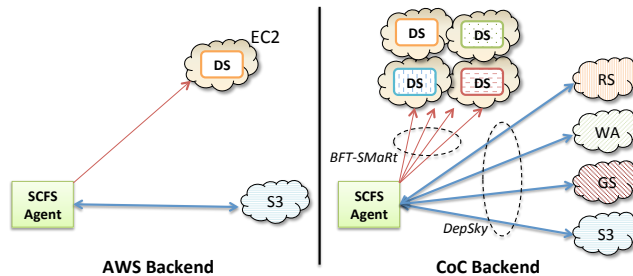 EC2
DS
SCFS
Agent
S3
AWS Backend
DS
DS
DS
DS
BFT-SMaRt
SCFS
Agent
DepSky
RS
WA
GS
S3
CoC Backend